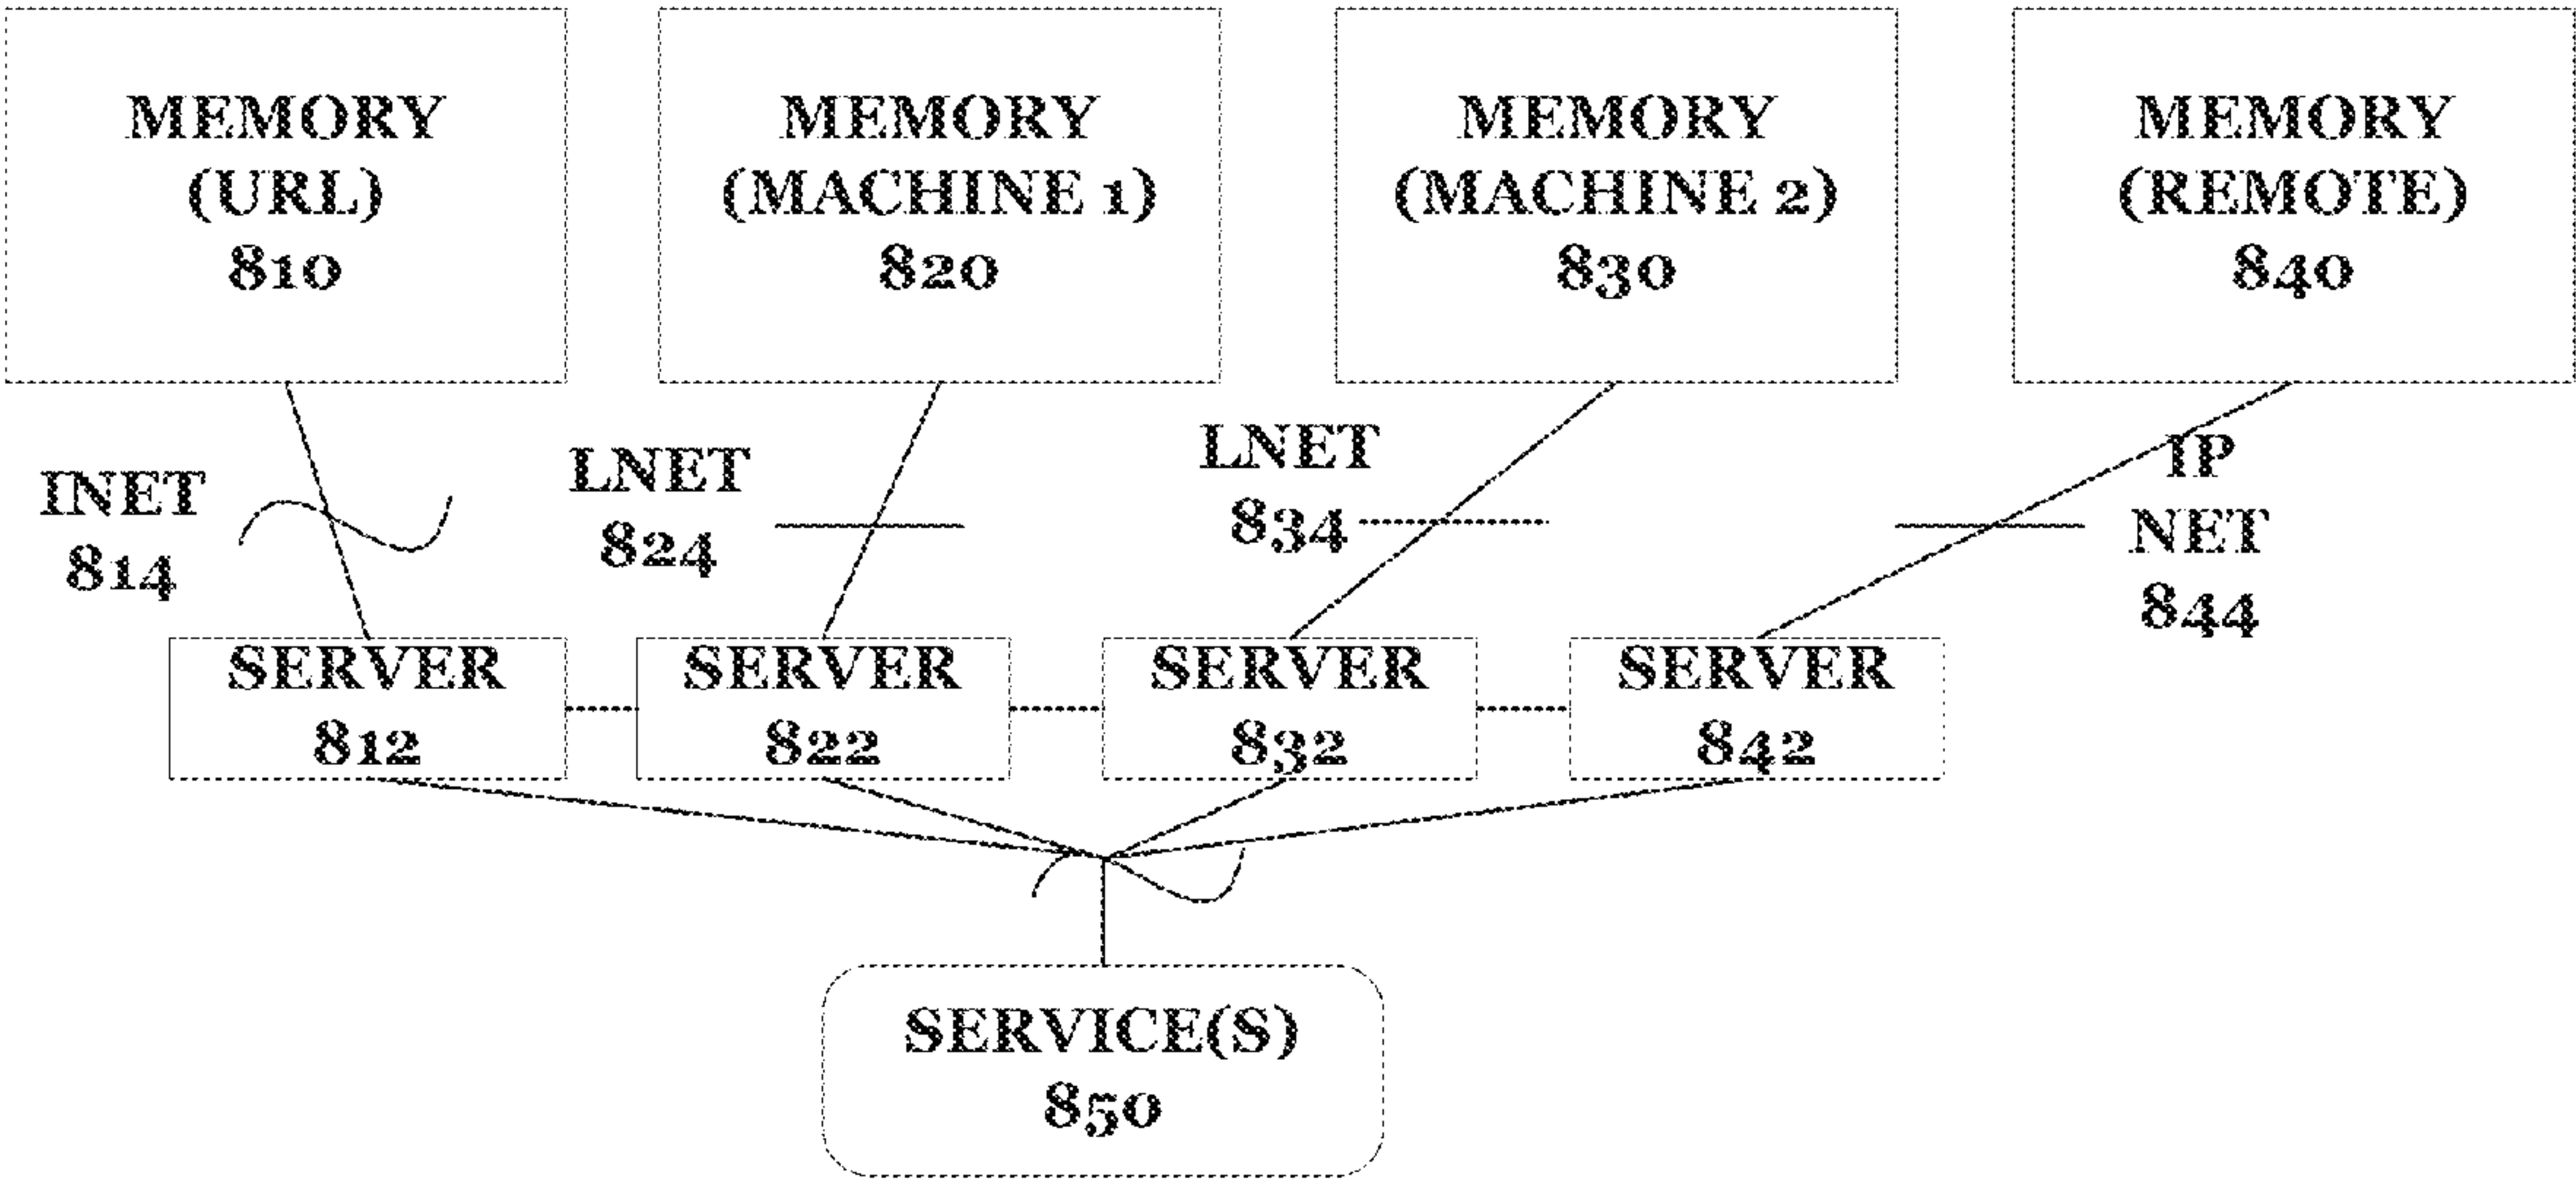 MEMORY
(URL)
810
MEMORY
(MACHINE 1)
820
MEMORY
(MACHINE 2)
830
MEMORY
(REMOTE)
840
INET
814
LNET
824
LNET
834
IP
NET
844
SERVER
812
SERVER
822
SERVER
832
SERVER
842
SERVICE(S)
850